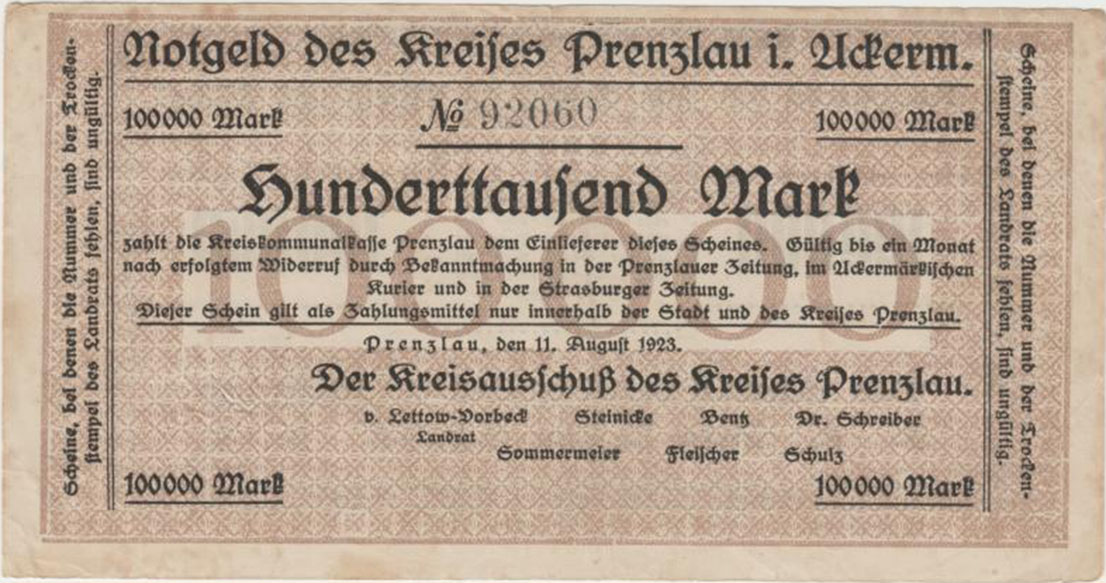 Notgeld des Kreises Prenzlau i. Uckerm.
100000 Mark
№ 92060
100000 Mark
Hunderttausend Mark
100000
zahlt die Kreiskommunalkasse Prenzlau dem Einlieferer dieses Scheines. Gültig bis ein Monat
nach erfolgtem Widerruf durch Bekanntmachung in der Prenzlauer Zeitung, im Uckermärkischen
Kurier und in der Strasburger Zeitung.
Dieser Schein gilt als Zahlungsmittel nur innerhalb der Stadt und des Kreises Prenzlau.
Prenzlau, den 11. August 1923.
Der Kreisausschuß des Kreises Prenzlau.
v. Lettow-Vorbeck Steinicke Bentz Dr. Schreiber
Landrat
Sommermeier Fleischer Schulz
100000 Mark
100000 Mark
Scheine, bei denen die Nummer und der Trocken-
stempel des Landrats fehlen, sind ungültig.
Scheine, bei denen die Nummer und der Trocken-
stempel des Landrats fehlen, sind ungültig.